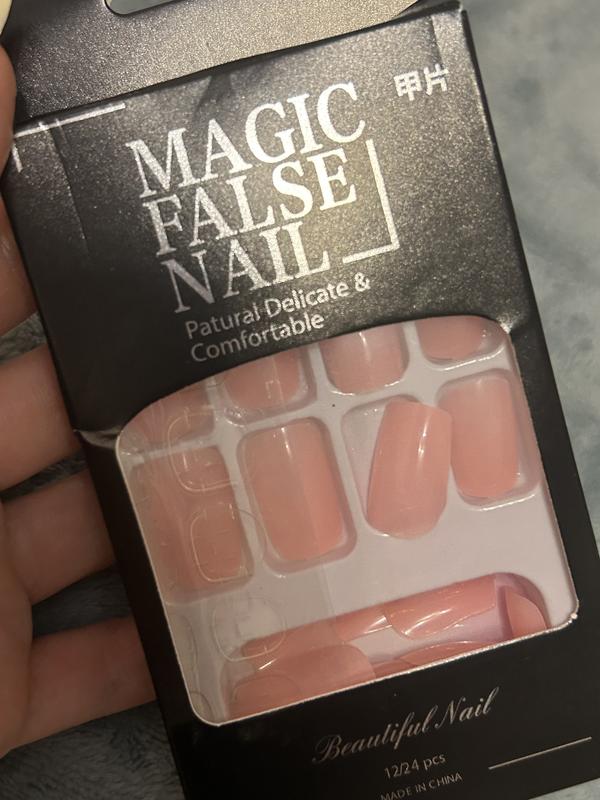 甲片
MAGIC
FALSE
NAIL
Patural Delicate &
Comfortable
Beautiful Nail
12/24 pcs
MADE IN CHINA